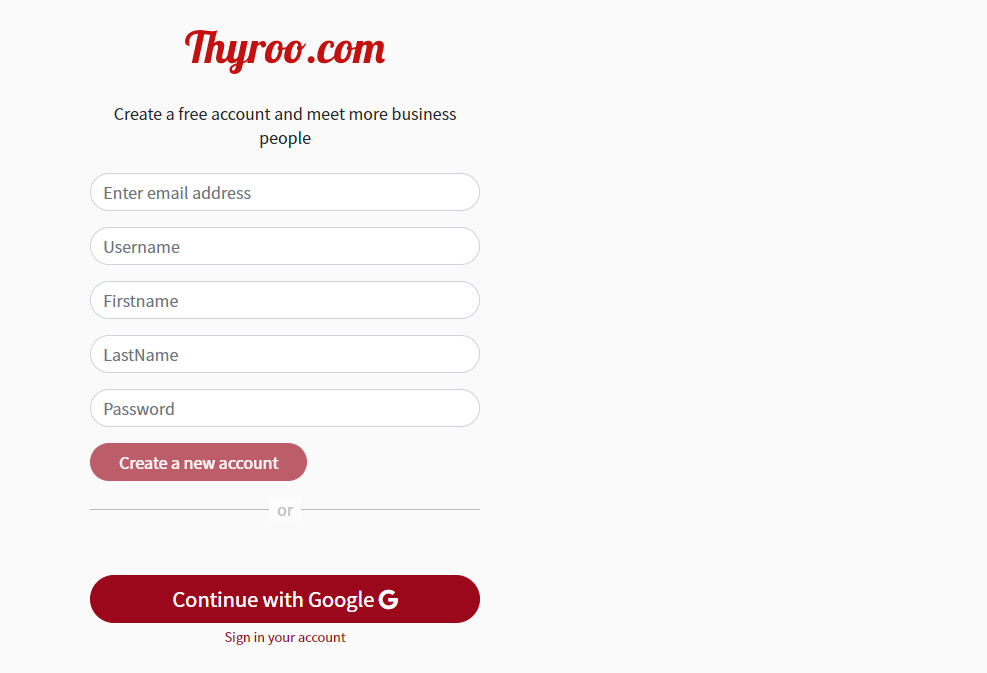 Thyroo.com
Create a free account and meet more business
people
Enter email address
Username
Firstname
LastName
Password
Create a new account
or
Continue with Google G
Sign in your account